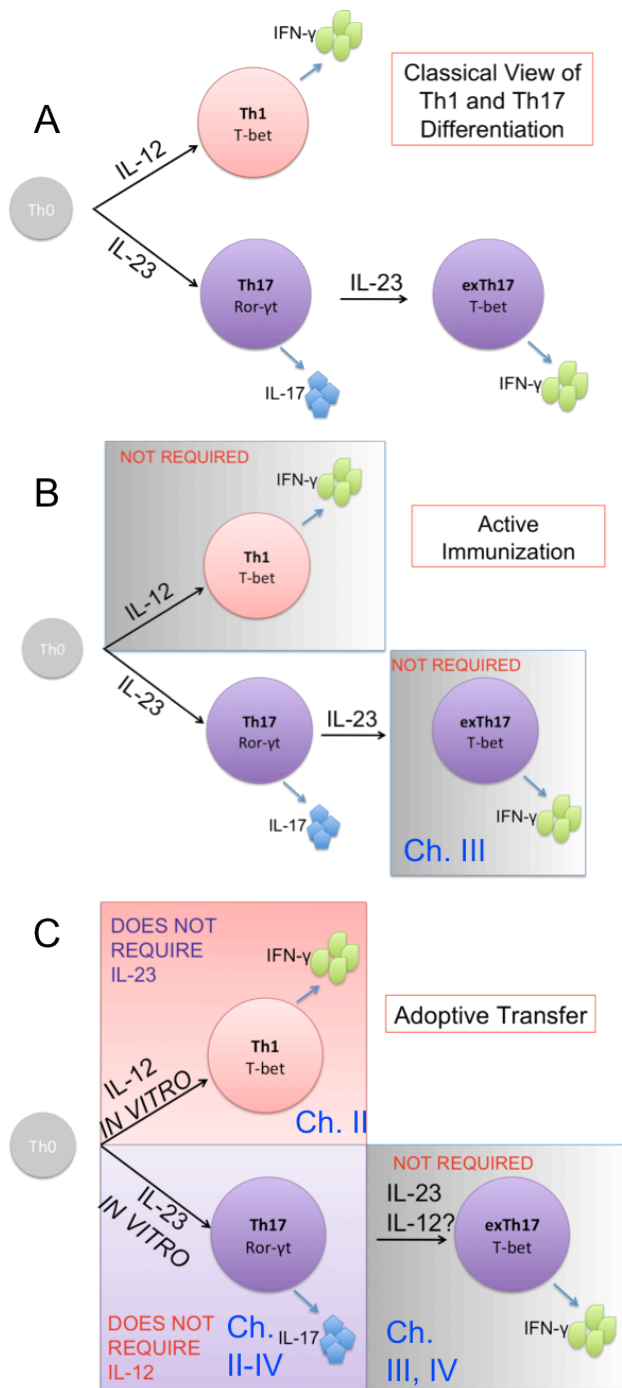 A
IFN-γ
Classical View of
Th1 and Th17
Differentiation
Th1
T-bet
IL-12
Th0
IL-23
Th17
Ror-γt
IL-23
exTh17
T-bet
IL-17
IFN-γ
B
NOT REQUIRED
IFN-γ
Active
Immunization
Th1
T-bet
IL-12
Th0
IL-23
Th17
Ror-γt
IL-23
NOT REQUIRED
exTh17
T-bet
IL-17
IFN-γ
Ch. III
C
DOES NOT
REQUIRE
IL-23
IFN-γ
Adoptive Transfer
Th1
T-bet
IL-12
IN VITRO
Ch. II
Th0
IL-23
IN VITRO
Th17
Ror-γt
NOT REQUIRED
IL-23
IL-12?
exTh17
T-bet
DOES NOT
REQUIRE
IL-12
Ch.
II-IV
IL-17
Ch.
III, IV
IFN-γ